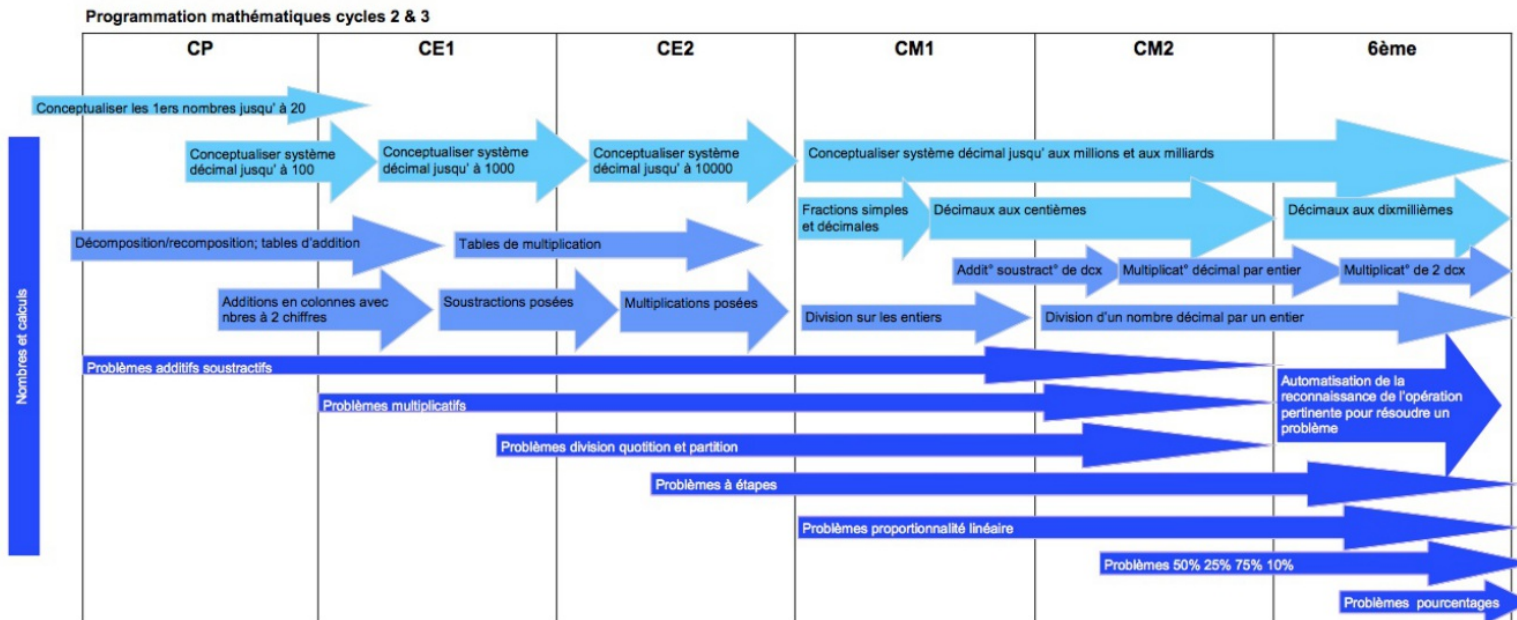 Programmation mathématiques cycles 2 & 3
CP
CE1
CE2
CM1
CM2
6ème
Nombres et calculs
Conceptualiser les 1ers nombres jusqu' à 20
Conceptualiser système
décimal jusqu' à 100
Conceptualiser système
décimal jusqu' à 1000
Conceptualiser système
décimal jusqu' à 10000
Conceptualiser système décimal jusqu' aux millions et aux milliards
Fractions simples
et décimales
Décimaux aux centièmes
Décimaux aux dixmillièmes
Décomposition/recomposition; tables d'addition
Tables de multiplication
Addit° soustract° de dcx
Multiplicat° décimal par entier
Multiplicat° de 2 dcx
Additions en colonnes avec
nbres à 2 chiffres
Soustractions posées
Multiplications posées
Division sur les entiers
Division d'un nombre décimal par un entier
Problèmes additifs soustractifs
Automatisation de la
reconnaissance de l'opération
pertinente pour résoudre un
problème
Problèmes multiplicatifs
Problèmes division quotition et partition
Problèmes à étapes
Problèmes proportionnalité linéaire
Problèmes 50% 25% 75% 10%
Problèmes pourcentages